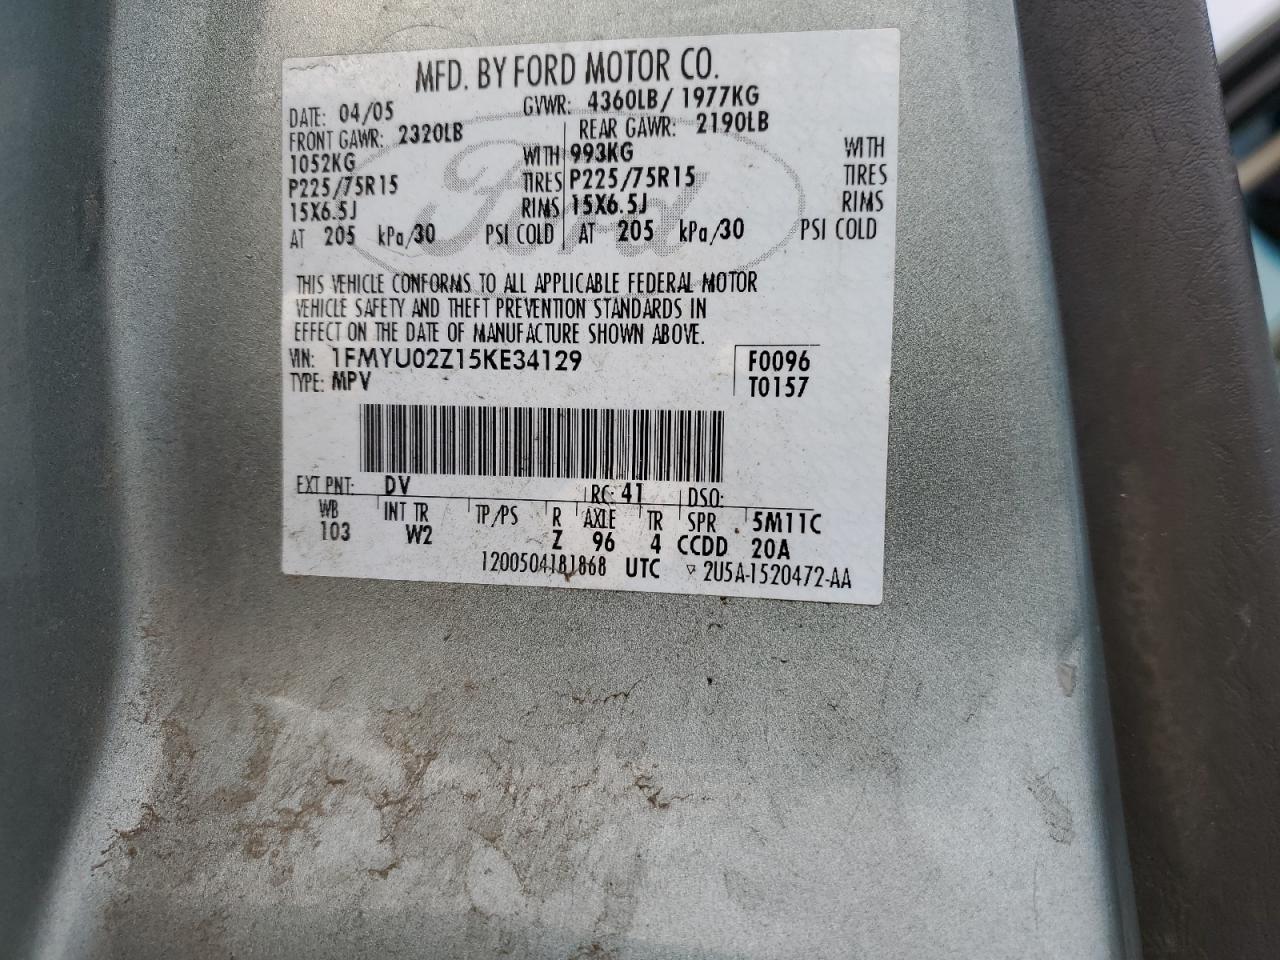 MFD. BY FORD MOTOR CO.
DATE: 04/05 GVWR: 4360LB/ 1977KG
FRONT GAWR: 2320LB REAR GAWR: 2190LB
1052KG WITH 993KG WITH
P225/75R15 TIRES P225/75R15 TIRES
15X6.5J RIMS 15X6.5J RIMS
AT 205 kPa/30 PSI COLD AT 205 kPa/30 PSI COLD
Ford
THIS VEHICLE CONFORMS TO ALL APPLICABLE FEDERAL MOTOR
VEHICLE SAFETY AND THEFT PREVENTION STANDARDS IN
EFFECT ON THE DATE OF MANUFACTURE SHOWN ABOVE.
VIN: 1FMYU02Z15KE34129 F0096
TYPE: MPV T0157
EXT PNT: DV RC: 41 DSO:
WB INT TR TP/PS R AXLE TR SPR 5M11C
103 W2 Z 96 4 CCDD 20A
1200504181868 UTC ▿ 2U5A-1520472-AA